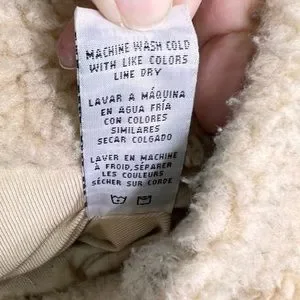 MACHINE WASH COLD
WITH LIKE COLORS
LINE DRY
LAVAR A MÁQUINA
EN AGUA FRÍA
CON COLORES
SIMILARES
SECAR COLGADO
LAVER EN MACHINE
À FROID, SÉPARER
LES COULEURS
SÉCHER SUR CORDE